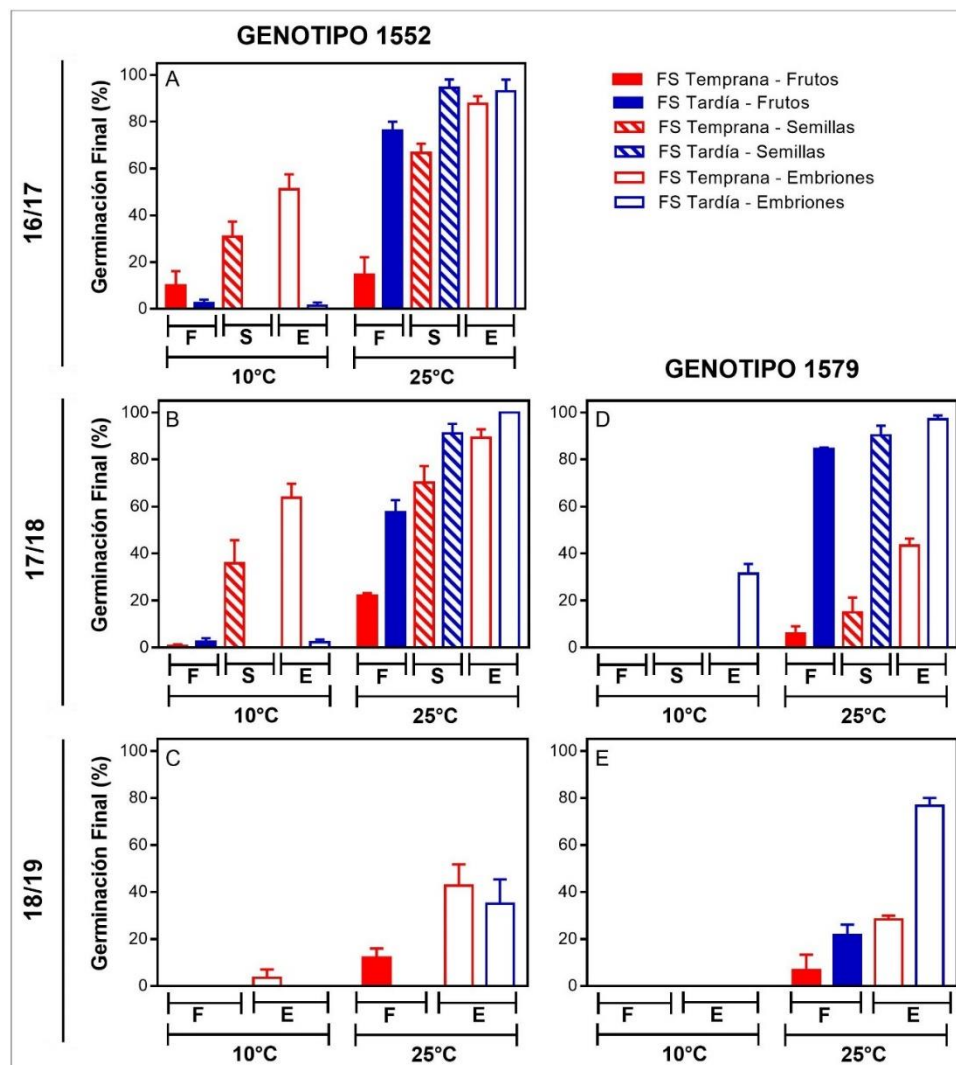 GENOTIPO 1552
16/17
Germinación Final (%)
A
100
80
60
40
20
0
F S E F S E
10°C 25°C
FS Temprana - Frutos
FS Tardía - Frutos
FS Temprana - Semillas
FS Tardía - Semillas
FS Temprana - Embriones
FS Tardía - Embriones
GENOTIPO 1579
17/18
Germinación Final (%)
B
100
80
60
40
20
0
F S E F S E
10°C 25°C
D
100
80
60
40
20
0
F S E F S E
10°C 25°C
18/19
Germinación Final (%)
C
100
80
60
40
20
0
F E F E
10°C 25°C
E
100
80
60
40
20
0
F E F E
10°C 25°C